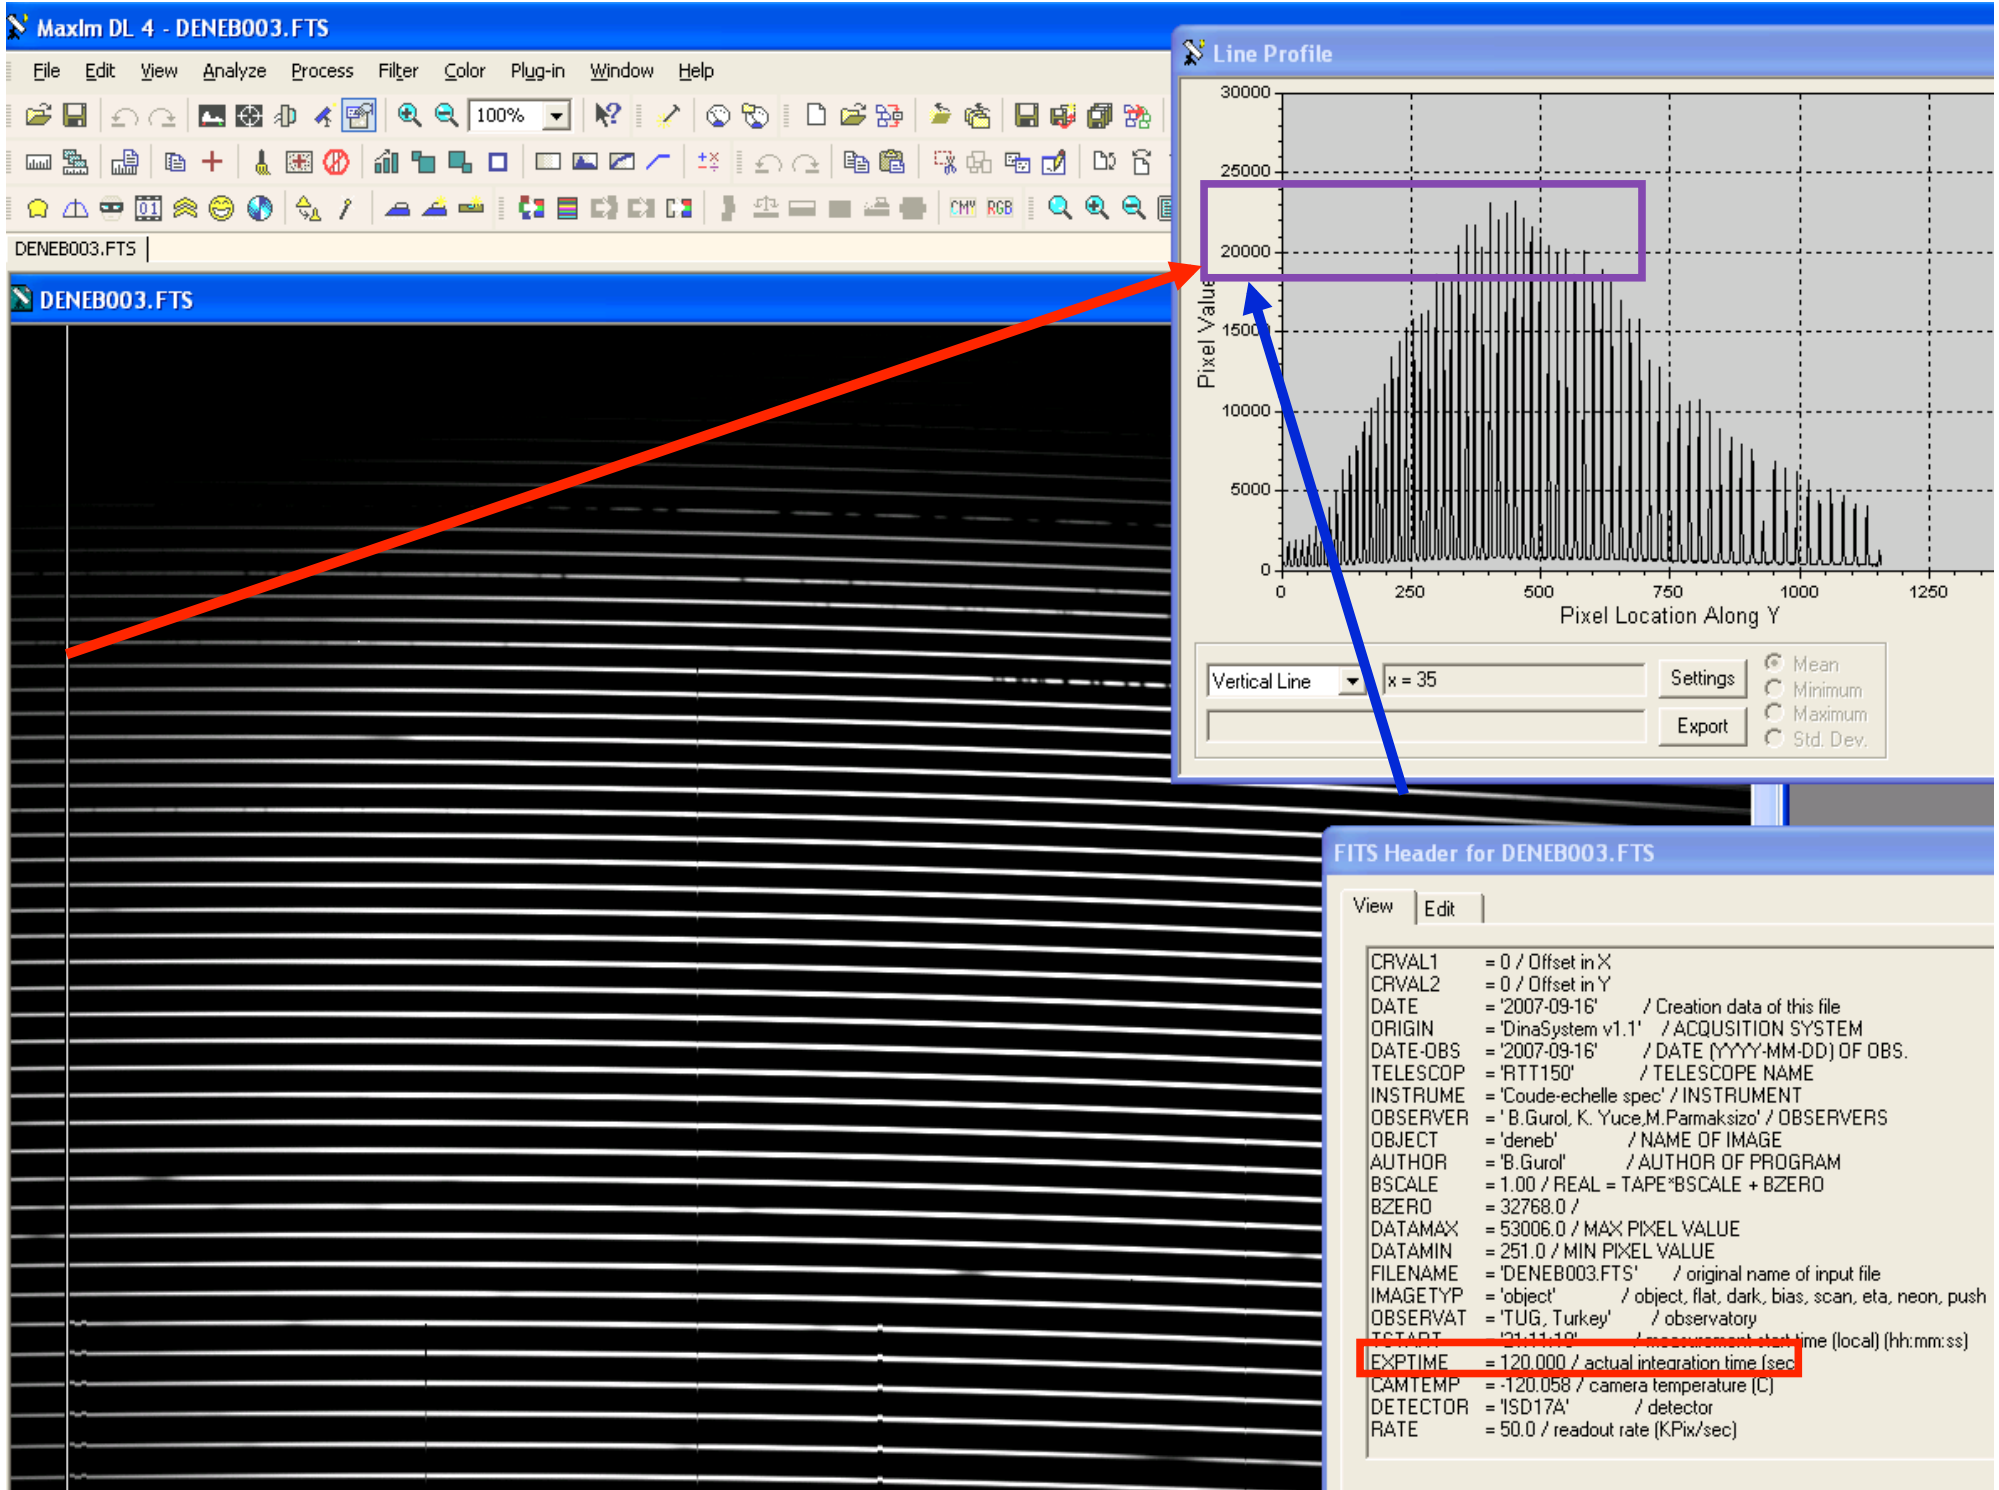 MaxIm DL 4 - DENEB003.FTS
File Edit View Analyze Process Filter Color Plug-in Window Help
100%
CMY RGB
DENEB003.FTS
DENEB003.FTS
Line Profile
30000
25000
20000
15000
10000
5000
0
Pixel Value
0 250 500 750 1000 1250
Pixel Location Along Y
Vertical Line x = 35 Settings
Export
Mean
Minimum
Maximum
Std. Dev.
FITS Header for DENEB003.FTS
View Edit
CRVAL1 = 0 / Offset in X
CRVAL2 = 0 / Offset in Y
DATE = '2007-09-16' / Creation data of this file
ORIGIN = 'DinaSystem v1.1' / ACQUSITION SYSTEM
DATE-OBS = '2007-09-16' / DATE (YYYY-MM-DD) OF OBS.
TELESCOP = 'RTT150' / TELESCOPE NAME
INSTRUME = 'Coude-echelle spec' / INSTRUMENT
OBSERVER = ' B.Gurol, K. Yuce,M.Parmaksizo' / OBSERVERS
OBJECT = 'deneb' / NAME OF IMAGE
AUTHOR = 'B.Gurol' / AUTHOR OF PROGRAM
BSCALE = 1.00 / REAL = TAPE*BSCALE + BZERO
BZERO = 32768.0 /
DATAMAX = 53006.0 / MAX PIXEL VALUE
DATAMIN = 251.0 / MIN PIXEL VALUE
FILENAME = 'DENEB003.FTS' / original name of input file
IMAGETYP = 'object' / object, flat, dark, bias, scan, eta, neon, push
OBSERVAT = 'TUG, Turkey' / observatory
TSTART / measurement start time (local) (hh:mm:ss)
EXPTIME = 120.000 / actual integration time (sec
CAMTEMP = -120.058 / camera temperature (C)
DETECTOR = 'ISD17A' / detector
RATE = 50.0 / readout rate (KPix/sec)